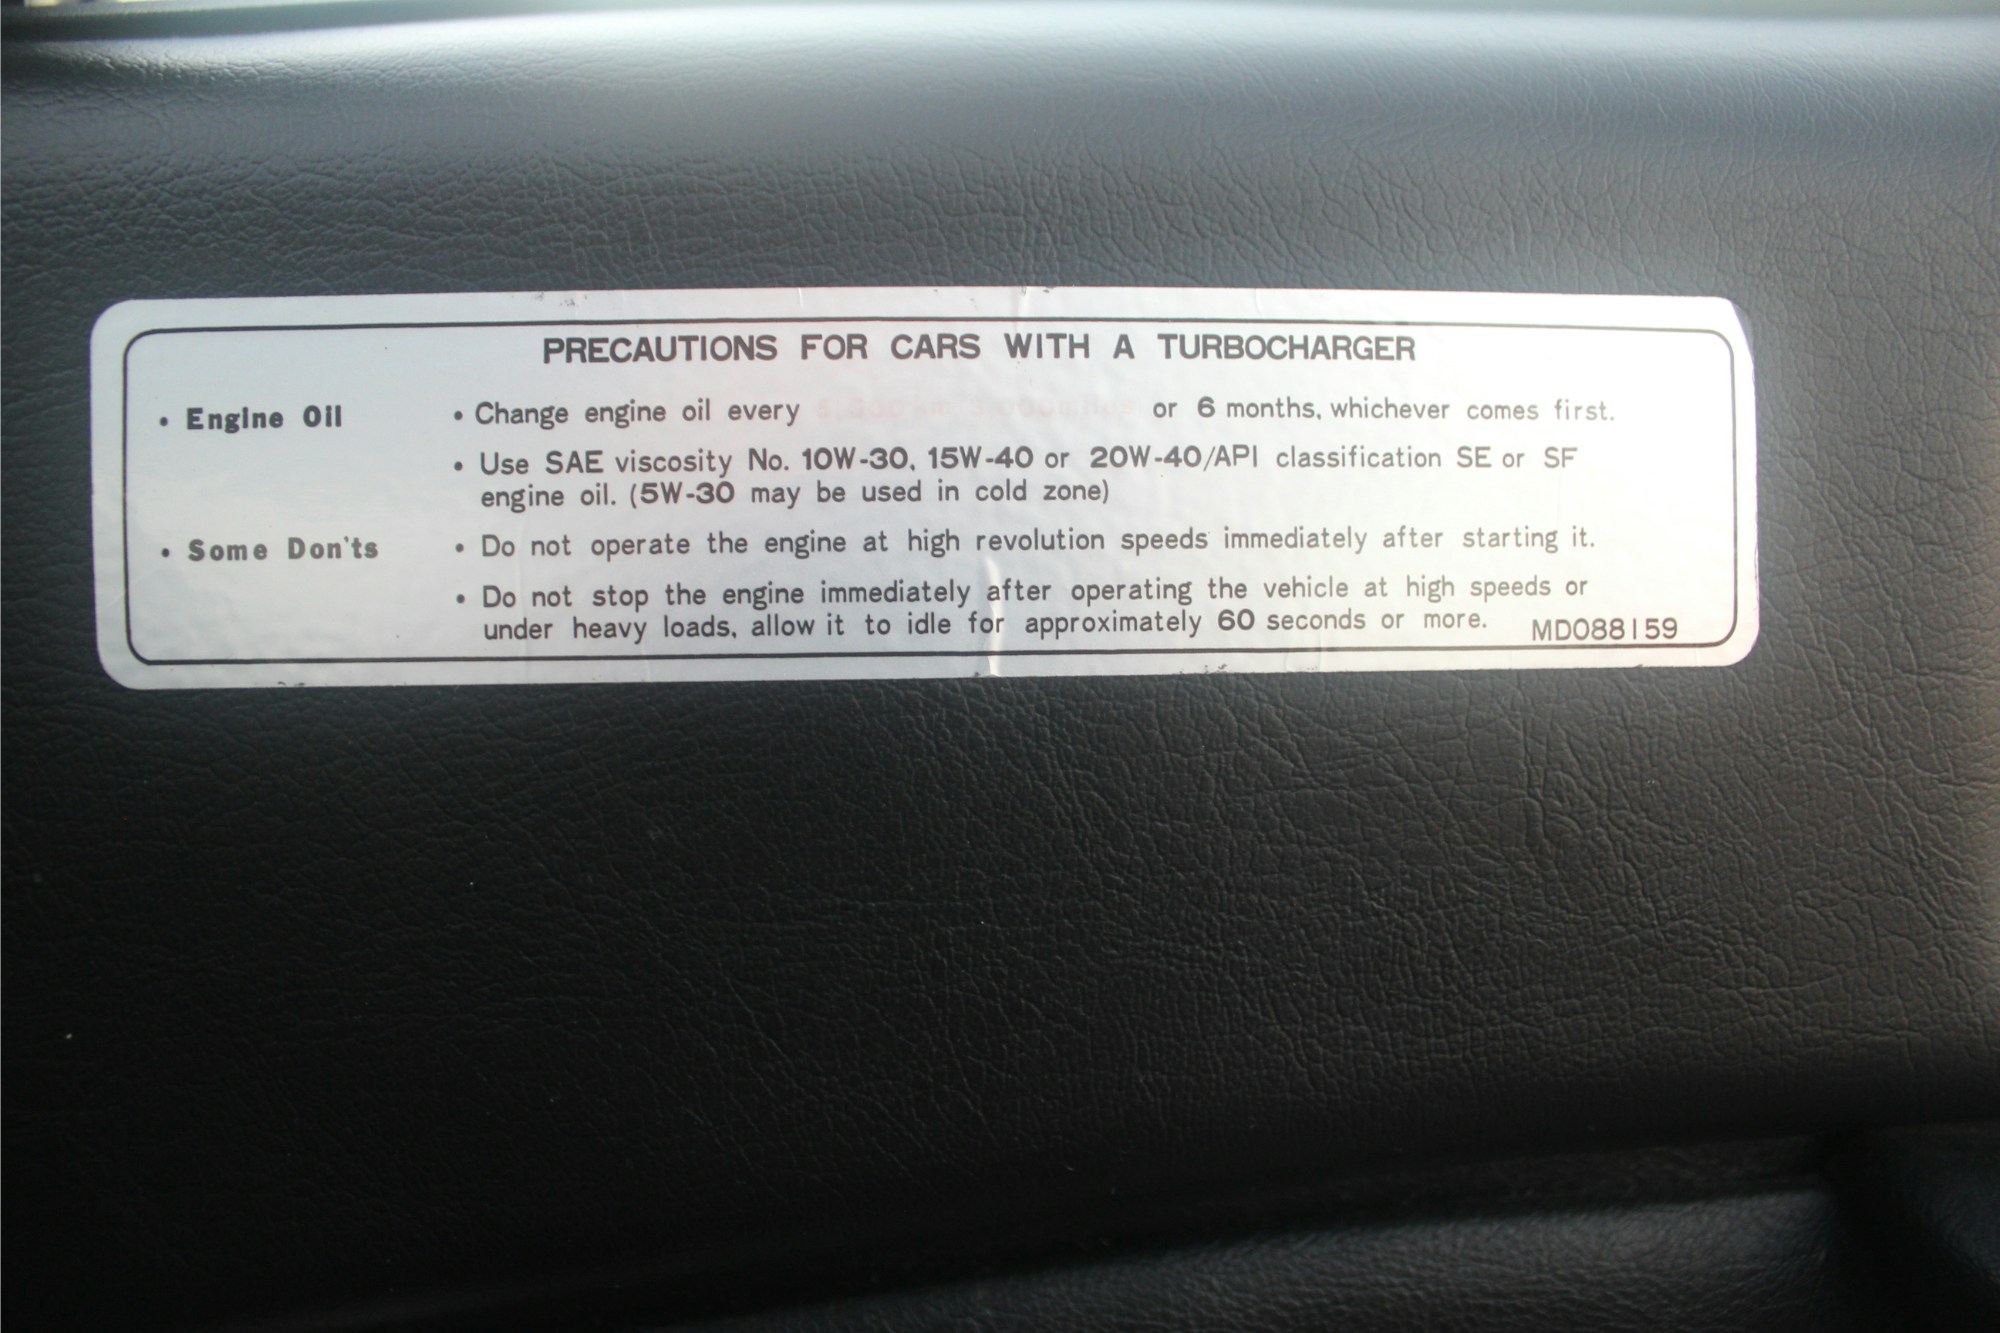 PRECAUTIONS FOR CARS WITH A TURBOCHARGER
• Engine Oil • Change engine oil every or 6 months, whichever comes first.
• Use SAE viscosity No. 10W-30, 15W-40 or 20W-40/API classification SE or SF
engine oil. (5W-30 may be used in cold zone)
• Some Don'ts • Do not operate the engine at high revolution speeds immediately after starting it.
• Do not stop the engine immediately after operating the vehicle at high speeds or
under heavy loads, allow it to idle for approximately 60 seconds or more.
MD088159